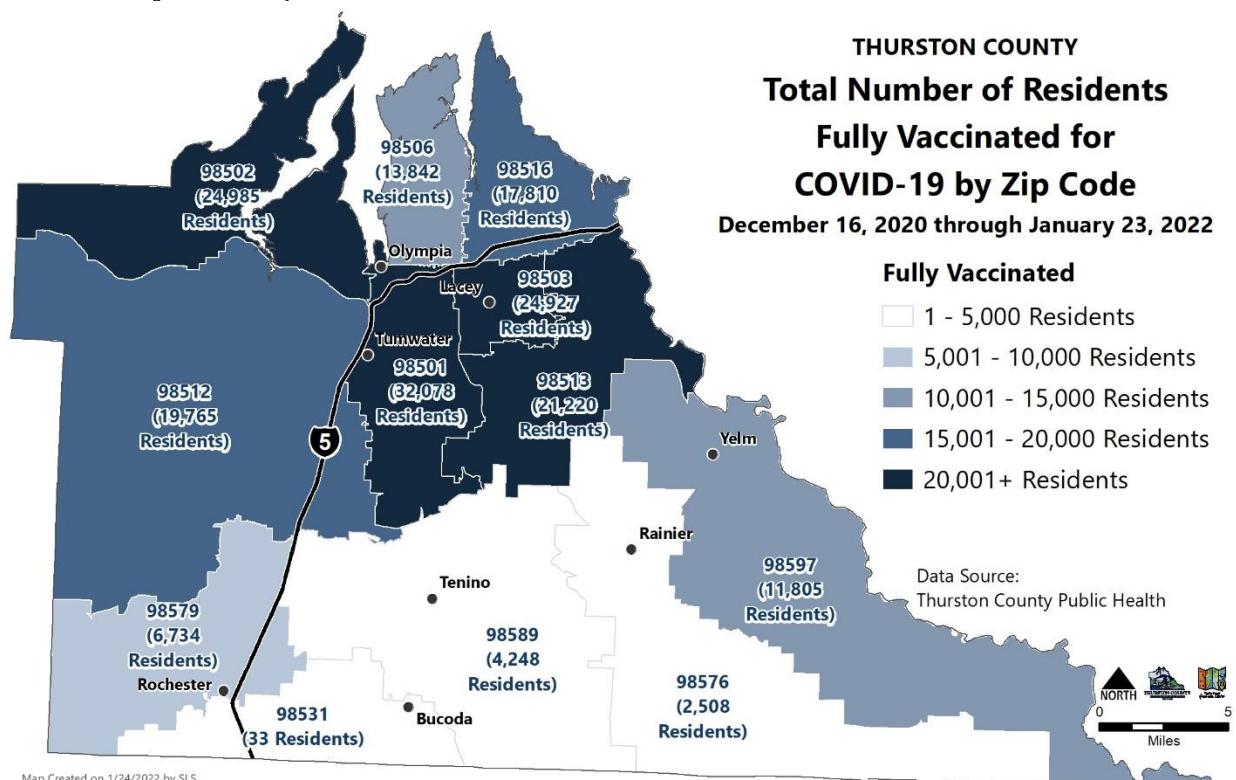 THURSTON COUNTY
Total Number of Residents
Fully Vaccinated for
COVID-19 by Zip Code
December 16, 2020 through January 23, 2022
Fully Vaccinated
1 - 5,000 Residents
5,001 - 10,000 Residents
10,001 - 15,000 Residents
15,001 - 20,000 Residents
20,001+ Residents
98502
(24,985
Residents)
98506
(13,842
Residents)
98516
(17,810
Residents)
Olympia
Lacey
98503
(24,927
Residents)
Tumwater
98501
(32,078
Residents)
98513
(21,220
Residents)
98512
(19,765
Residents)
5
Yelm
Rainier
98597
(11,805
Residents)
Data Source:
Thurston County Public Health
Tenino
98579
(6,734
Residents)
Rochester
98589
(4,248
Residents)
98576
(2,508
Residents)
Bucoda
98531
(33 Residents)
NORTH
THURSTON COUNTY
0 5
Miles
Map Created on 1/24/2022 by SLS